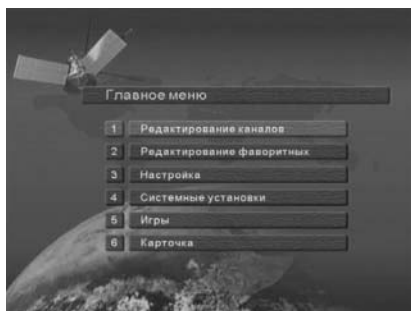 Главное меню
1 Редактирование каналов
2 Редактирование фаворитных
3 Настройка
4 Системные установки
5 Игры
6 Карточка